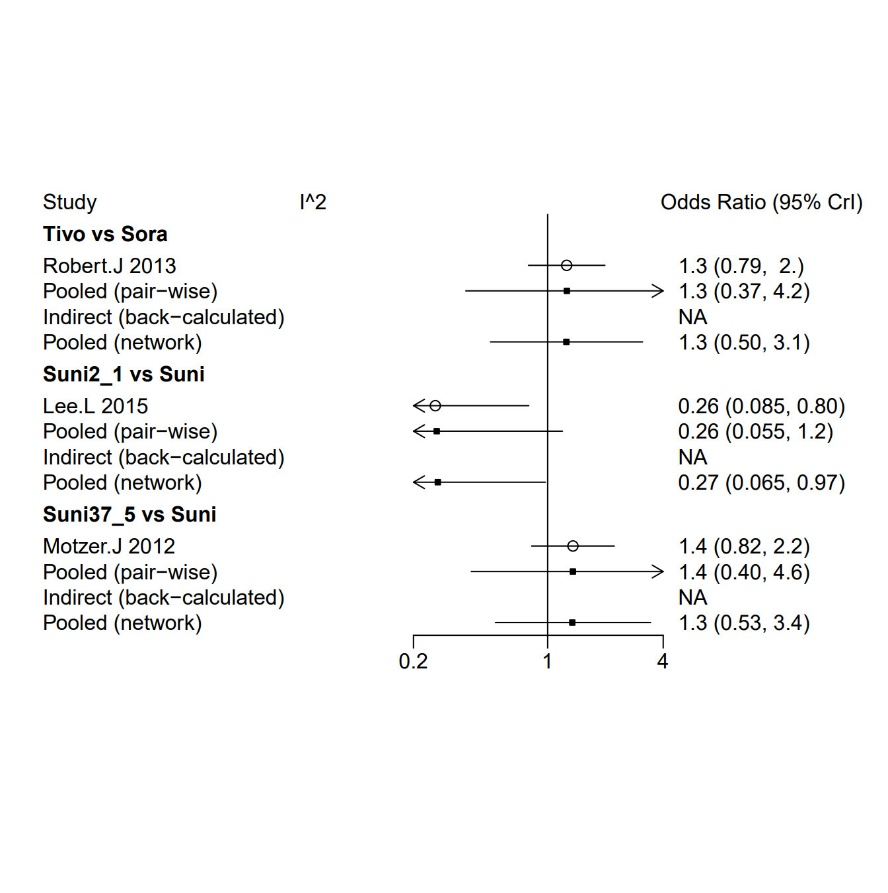 Study I^2 Odds Ratio (95% CrI)
Tivo vs Sora
Robert.J 2013 1.3 (0.79, 2.)
Pooled (pair−wise) 1.3 (0.37, 4.2)
Indirect (back−calculated) NA
Pooled (network) 1.3 (0.50, 3.1)
Suni2_1 vs Suni
Lee.L 2015 0.26 (0.085, 0.80)
Pooled (pair−wise) 0.26 (0.055, 1.2)
Indirect (back−calculated) NA
Pooled (network) 0.27 (0.065, 0.97)
Suni37_5 vs Suni
Motzer.J 2012 1.4 (0.82, 2.2)
Pooled (pair−wise) 1.4 (0.40, 4.6)
Indirect (back−calculated) NA
Pooled (network) 1.3 (0.53, 3.4)
0.2 1 4